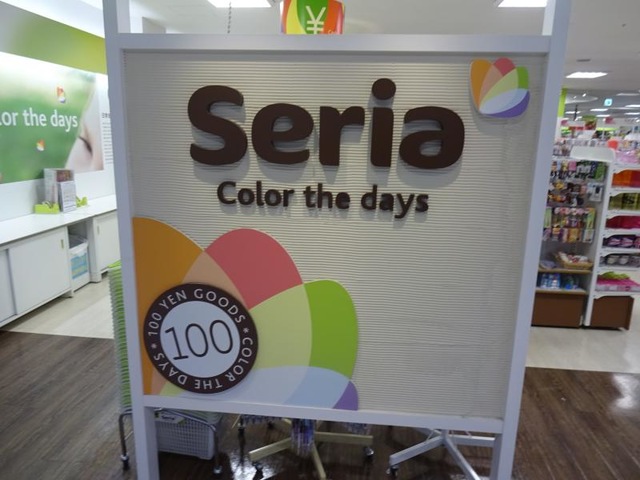 ¥
Seria
Color the days
or the days
100 YEN GOODS
100
COLOR THE DAYS